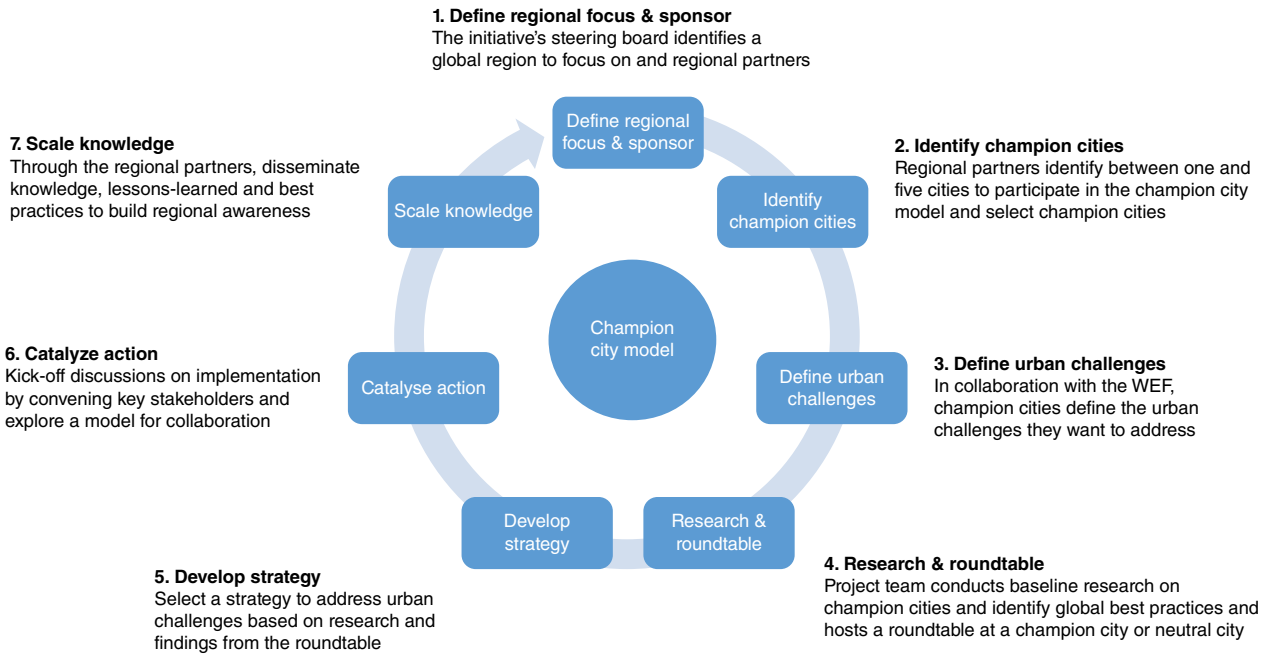 1. Define regional focus & sponsor
The initiative's steering board identifies a
global region to focus on and regional partners
Define regional
focus & sponsor
2. Identify champion cities
Regional partners identify between one and
five cities to participate in the champion city
model and select champion cities
Identify
champion cities
3. Define urban challenges
In collaboration with the WEF,
champion cities define the urban
challenges they want to address
Define urban
challenges
4. Research & roundtable
Project team conducts baseline research on
champion cities and identify global best practices and
hosts a roundtable at a champion city or neutral city
Research &
roundtable
5. Develop strategy
Select a strategy to address urban
challenges based on research and
findings from the roundtable
Develop
strategy
6. Catalyze action
Kick-off discussions on implementation
by convening key stakeholders and
explore a model for collaboration
Catalyse action
7. Scale knowledge
Through the regional partners, disseminate
knowledge, lessons-learned and best
practices to build regional awareness
Scale knowledge
Champion
city model